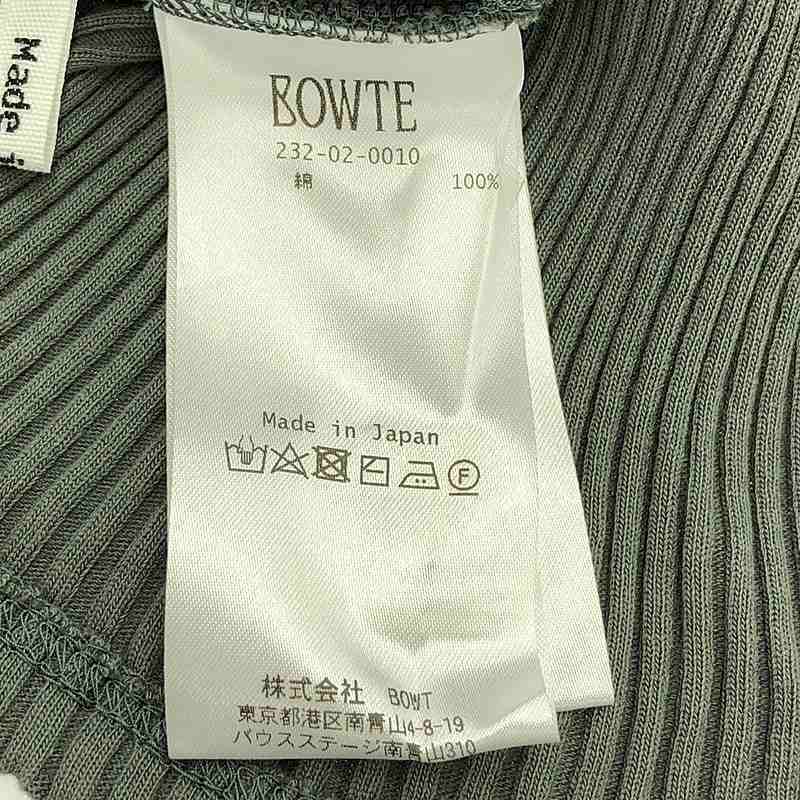 Made i
BOWTE
232-02-0010
綿 100%
Made in Japan
F
株式会社 BOWT
東京都港区南青山4-8-19
バウスステージ南青山310